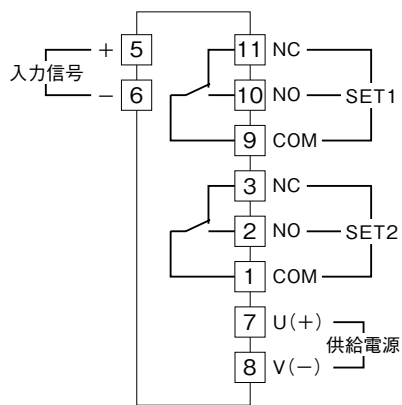 入力信号
+ 5
− 6
11 NC
10 NO SET1
9 COM
3 NC
2 NO SET2
1 COM
7 U(+)
供給電源
8 V(−)